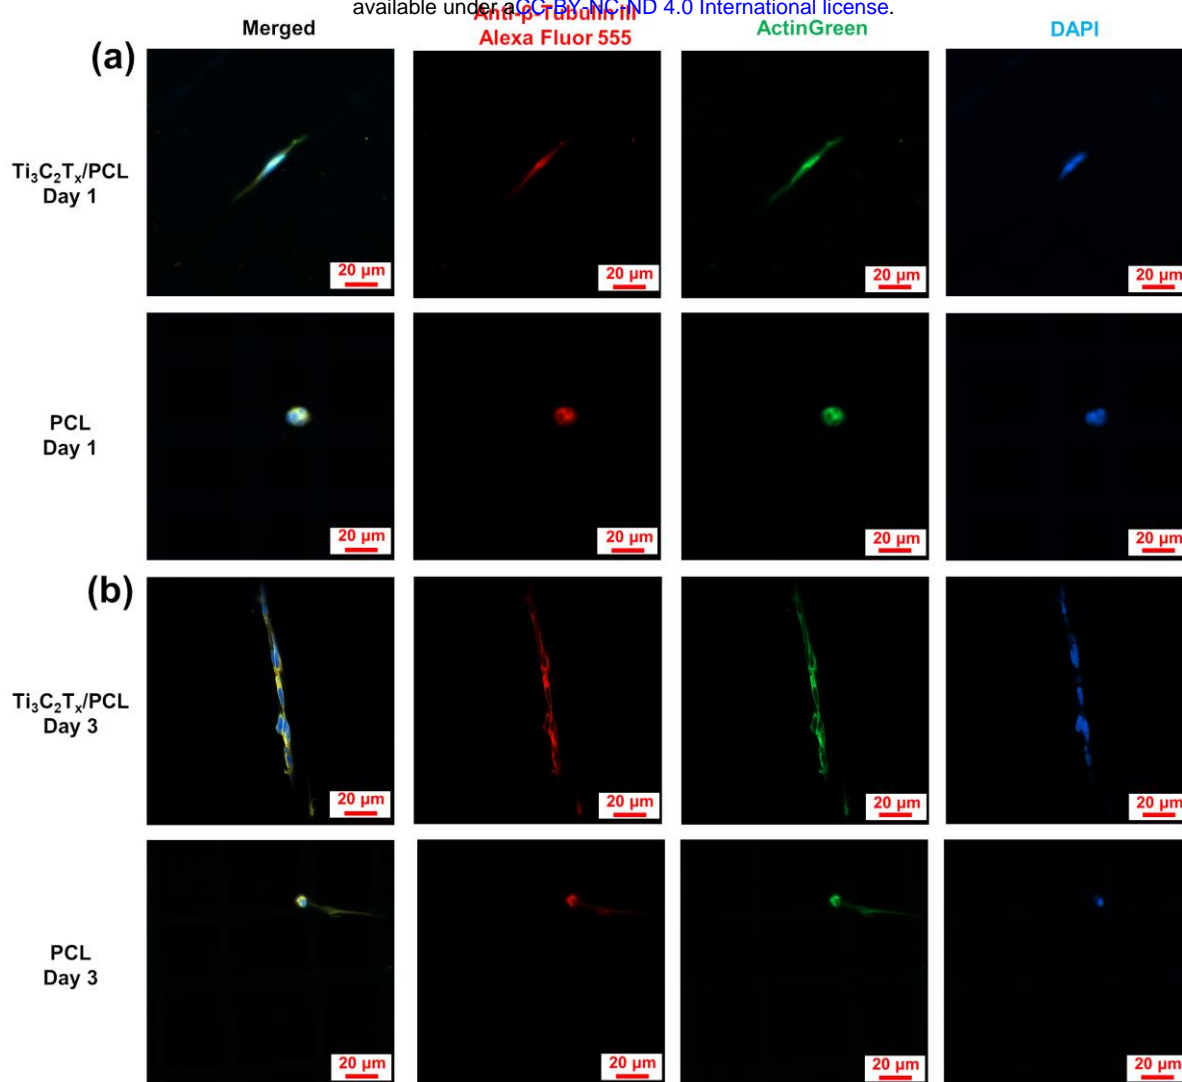 available under aCC-BY-NC-ND 4.0 International license.
Merged
Anti-β-Tubulin III
Alexa Fluor 555
ActinGreen
DAPI
(a)
Ti₃C₂Tₓ/PCL
Day 1
20 µm
20 µm
20 µm
20 µm
PCL
Day 1
20 µm
20 µm
20 µm
20 µm
(b)
Ti₃C₂Tₓ/PCL
Day 3
20 µm
20 µm
20 µm
20 µm
PCL
Day 3
20 µm
20 µm
20 µm
20 µm